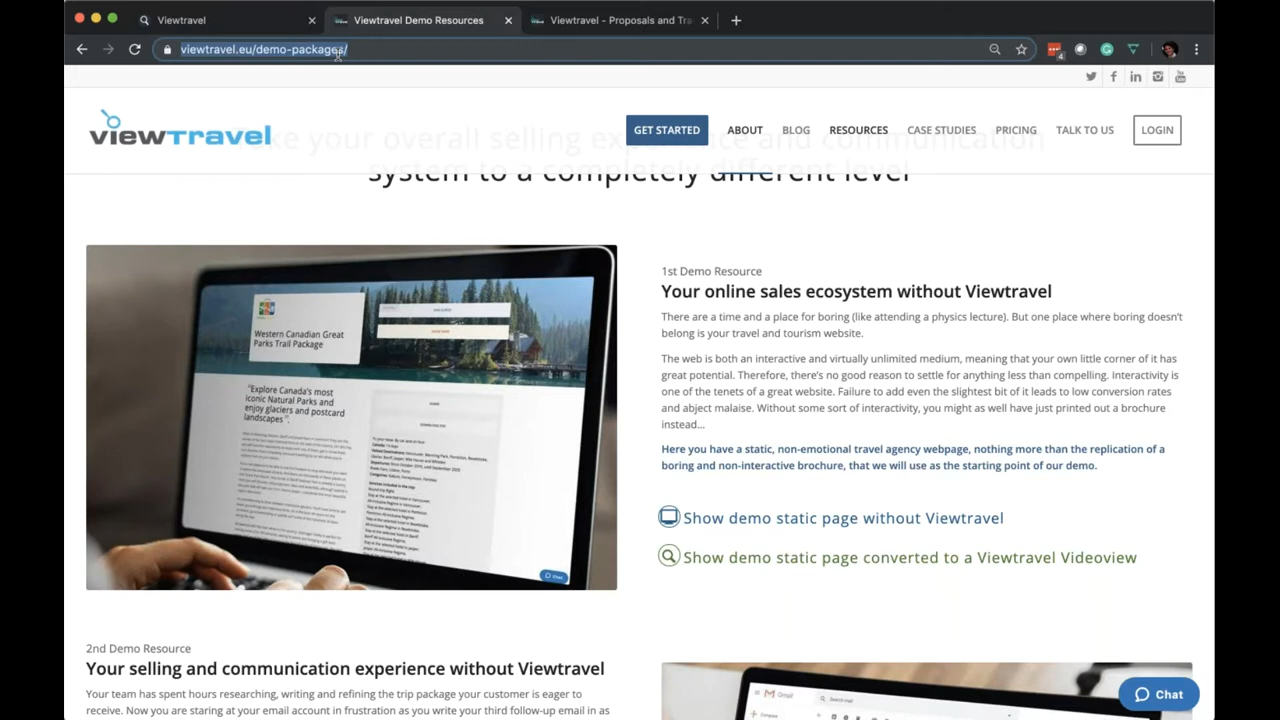 Viewtravel
Viewtravel Demo Resources
Viewtravel - Proposals and Tra
viewtravel.eu/demo-packages/
4
viewTRAVEL
GET STARTED
ABOUT
BLOG
RESOURCES
CASE STUDIES
PRICING
TALK TO US
LOGIN
your overall selling experience and communication
system to a completely different level
Western Canadian Great
Parks Trail Package
"Explore Canada's most
iconic Natural Parks and
enjoy glaciers and postcard
landscapes".
1st Demo Resource
Your online sales ecosystem without Viewtravel
There are a time and a place for boring (like attending a physics lecture). But one place where boring doesn't
belong is your travel and tourism website.
The web is both an interactive and virtually unlimited medium, meaning that your own little corner of it has
great potential. Therefore, there's no good reason to settle for anything less than compelling. Interactivity is
one of the tenets of a great website. Failure to add even the slightest bit of it leads to low conversion rates
and abject malaise. Without some sort of interactivity, you might as well have just printed out a brochure
instead...
Here you have a static, non-emotional travel agency webpage, nothing more than the replication of a
boring and non-interactive brochure, that we will use as the starting point of our demo.
Show demo static page without Viewtravel
Show demo static page converted to a Viewtravel Videoview
2nd Demo Resource
Your selling and communication experience without Viewtravel
Your team has spent hours researching, writing and refining the trip package your customer is eager to
receive. Now you are staring at your email account in frustration as you write your third follow-up email in as
Gmail
Search mail
Compose
Chat